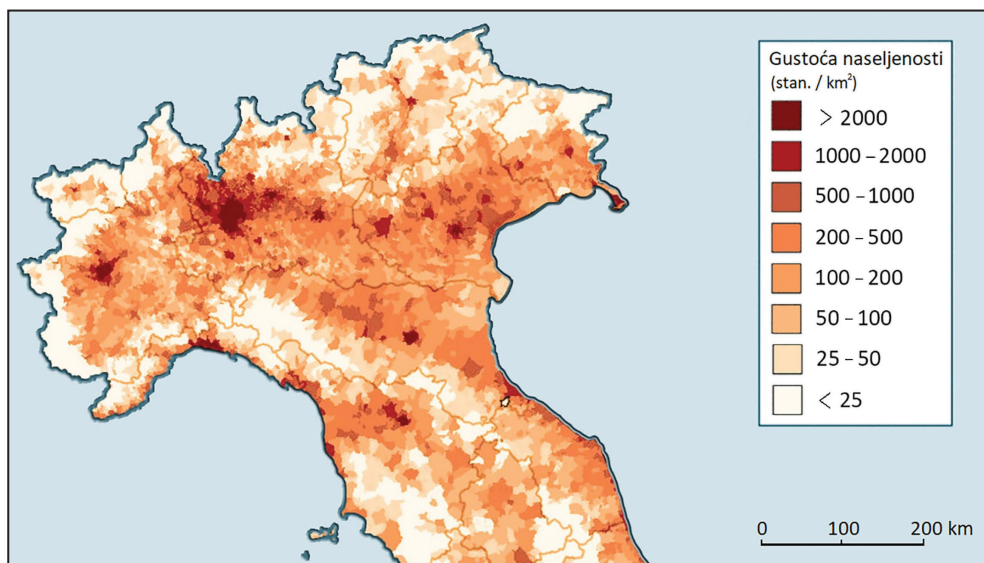 Gustoća naseljenosti
(stan. / km²)
> 2000
1000 – 2000
500 – 1000
200 – 500
100 – 200
50 – 100
25 – 50
< 25
0 100 200 km